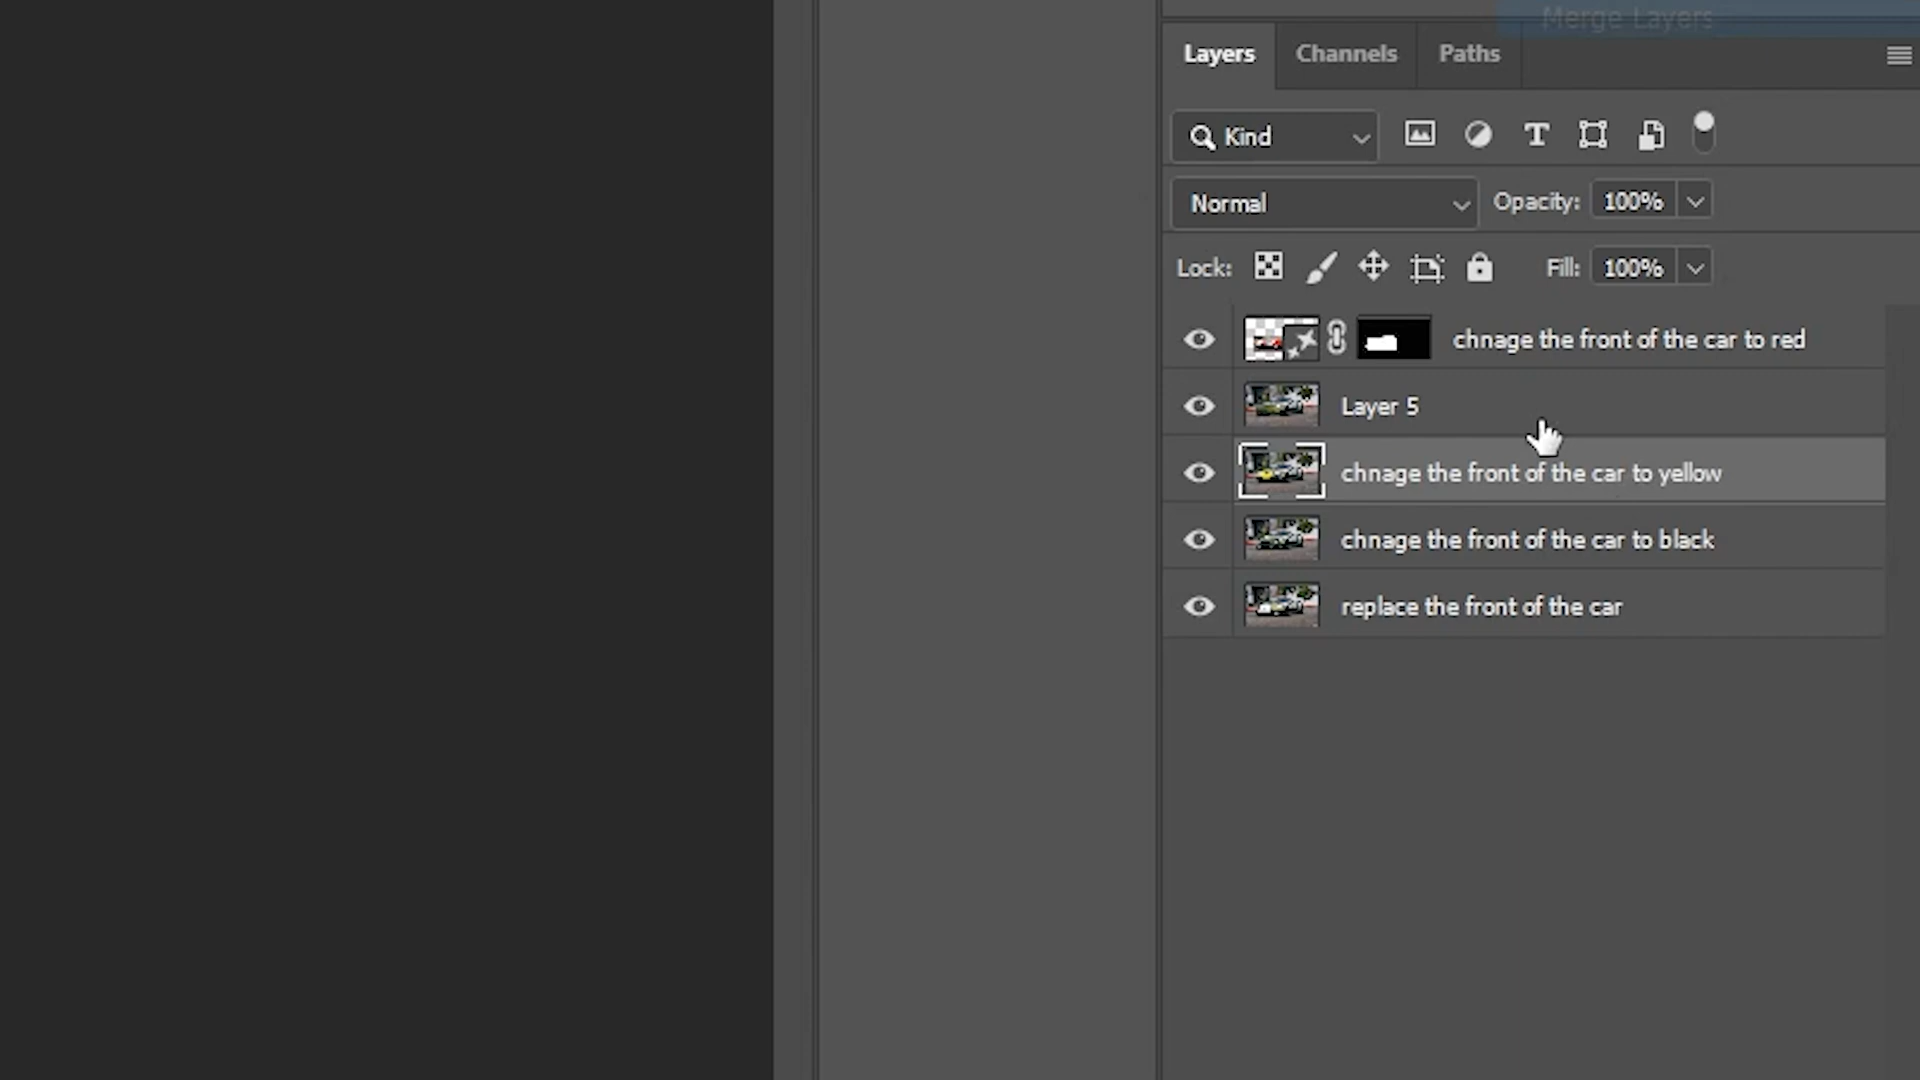 Merge Layers
Layers Channels Paths
Kind
Normal Opacity: 100%
Lock: Fill: 100%
chnage the front of the car to red
Layer 5
chnage the front of the car to yellow
chnage the front of the car to black
replace the front of the car